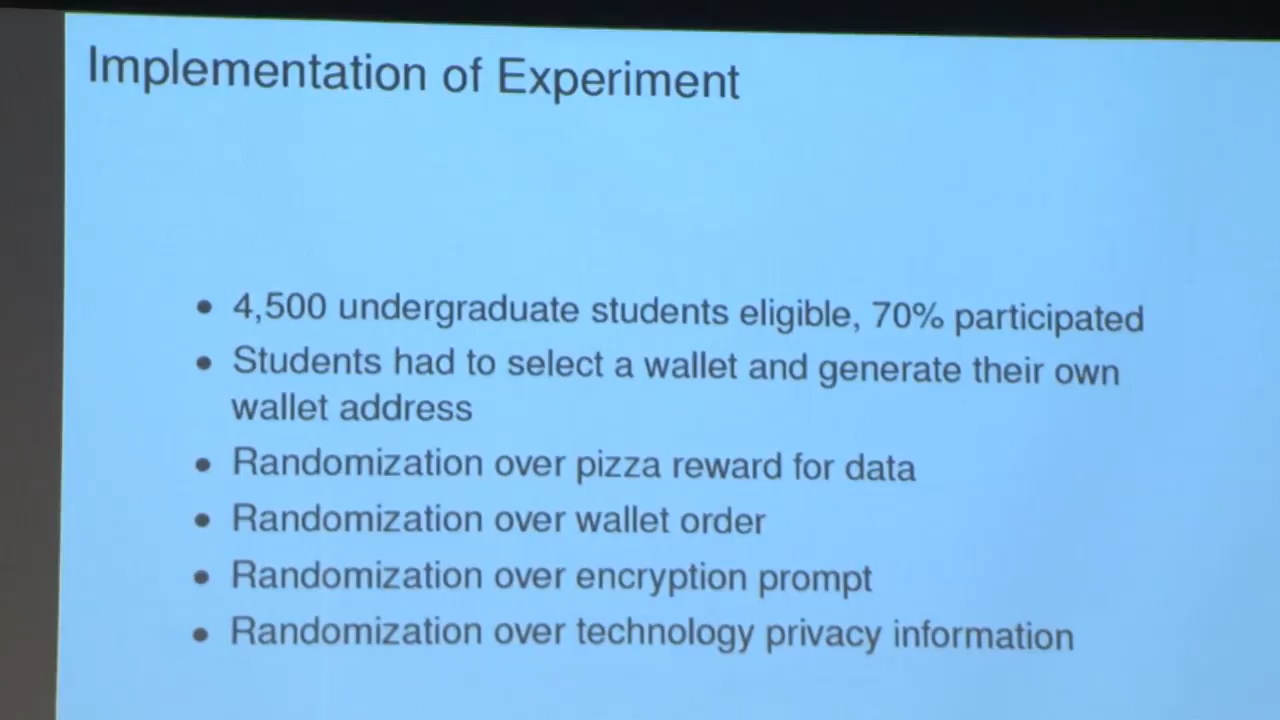 Implementation of Experiment
• 4,500 undergraduate students eligible, 70% participated
• Students had to select a wallet and generate their own
wallet address
• Randomization over pizza reward for data
• Randomization over wallet order
• Randomization over encryption prompt
• Randomization over technology privacy information